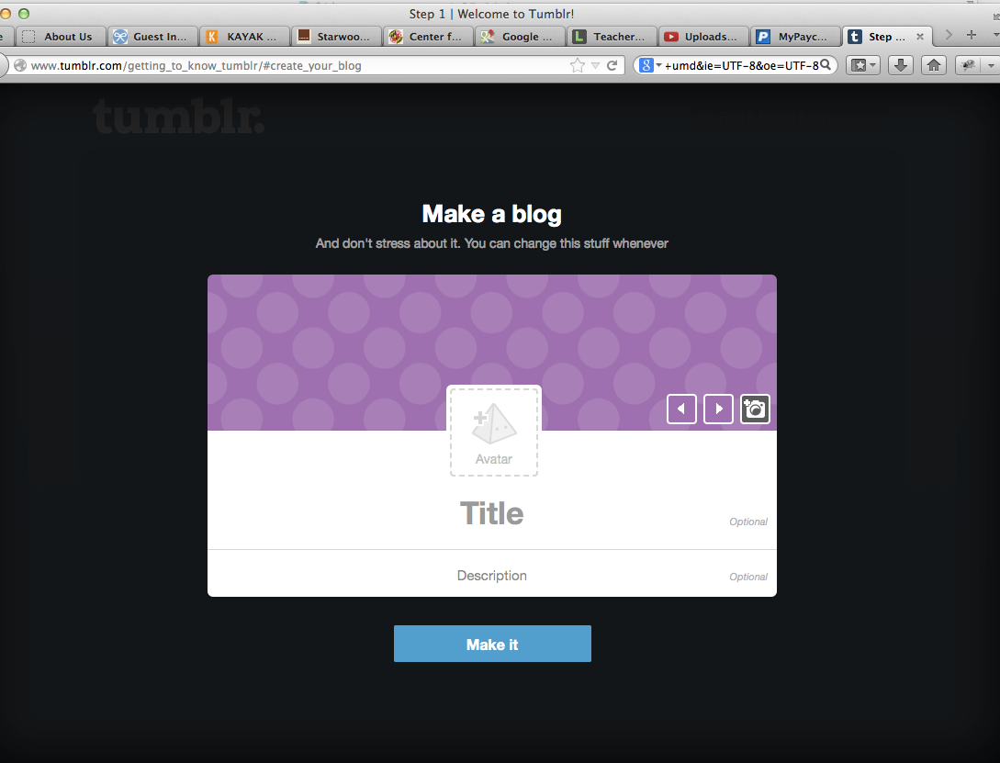 Step 1 | Welcome to Tumblr!
About Us
Guest In...
KAYAK ...
Starwoo...
Center f...
Google ...
Teacher...
Uploads...
MyPayc...
Step ...
www.tumblr.com/getting_to_know_tumblr/#create_your_blog
+umd&ie=UTF-8&oe=UTF-8
tumblr.
Make a blog
And don't stress about it. You can change this stuff whenever
Avatar
Title
Optional
Description
Optional
Make it